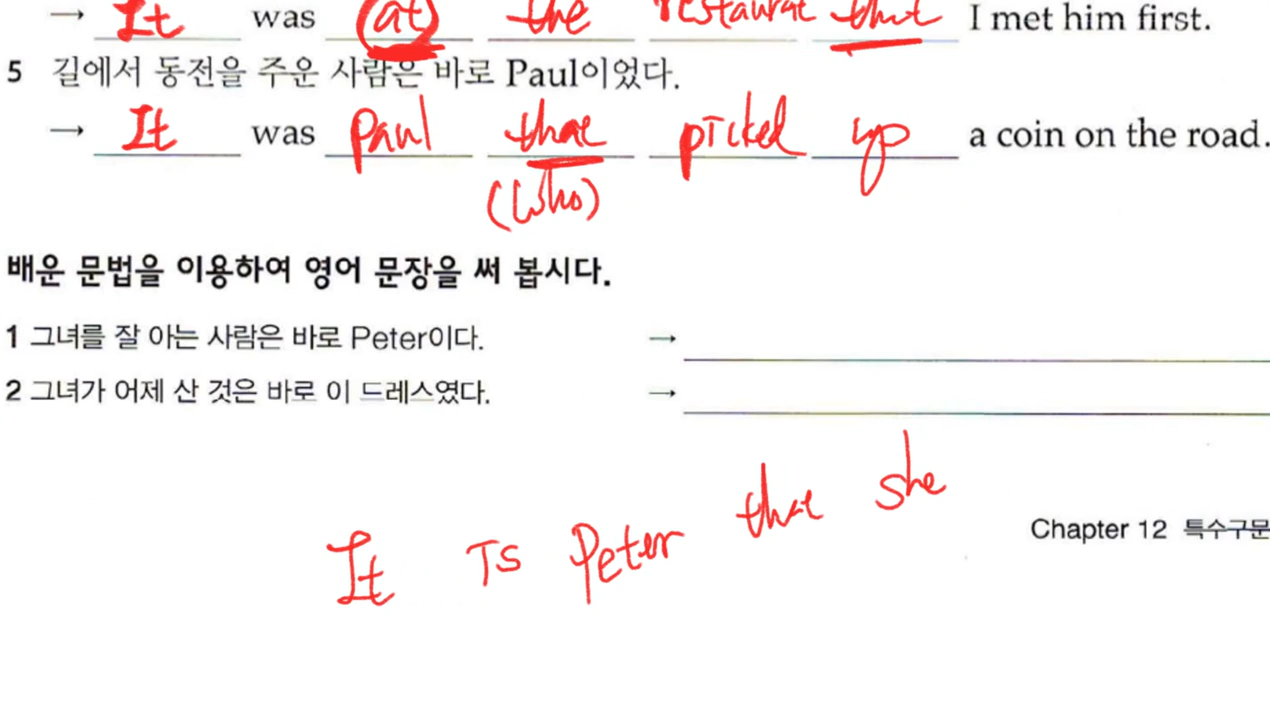 → It was (at) the restaurat that I met him first.
5 길에서 동전을 주운 사람은 바로 Paul이었다.
→ It was Paul that picked up a coin on the road.
(who)
배운 문법을 이용하여 영어 문장을 써 봅시다.
1 그녀를 잘 아는 사람은 바로 Peter이다. →
2 그녀가 어제 산 것은 바로 이 드레스였다. →
It is Peter that she
Chapter 12 특수구문